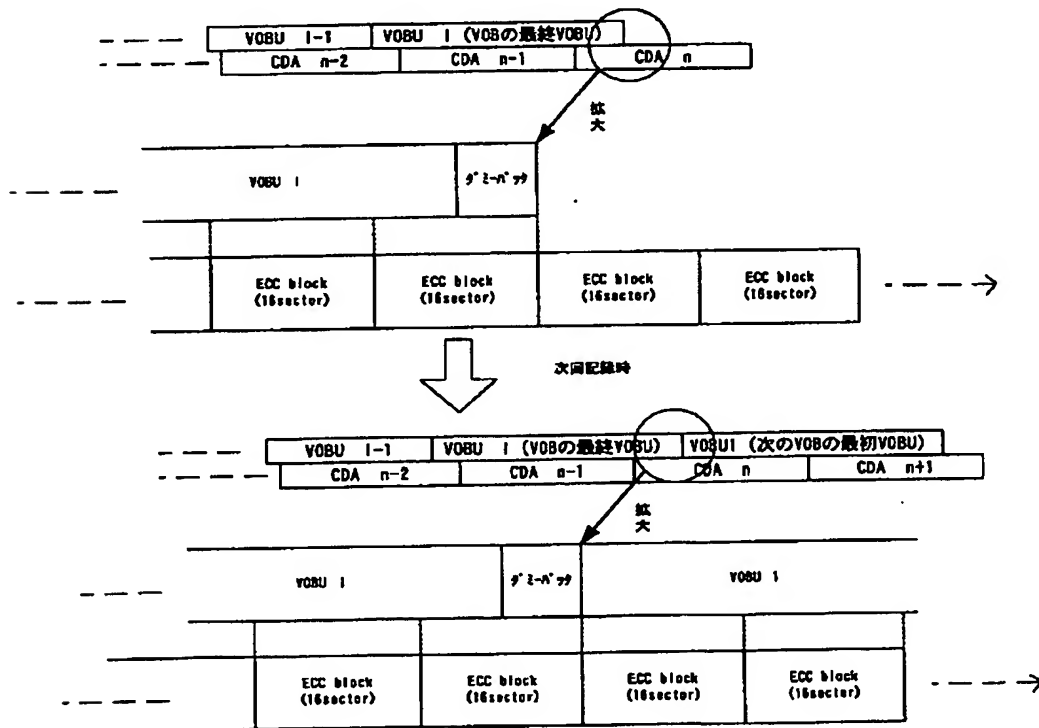 VOBU i-1 VOBU i (VOBの最終VOBU)
CDA n-2 CDA n-1 CDA n
拡大
VOBU i ダミーパック
ECC block ECC block ECC block ECC block
(16sector) (16sector) (16sector) (16sector)
次回記録時
VOBU i-1 VOBU i (VOBの最終VOBU) VOBU1 (次のVOBの最初VOBU)
CDA n-2 CDA n-1 CDA n CDA n+1
拡大
VOBU i ダミーパック VOBU 1
ECC block ECC block ECC block ECC block
(16sector) (16sector) (16sector) (16sector)